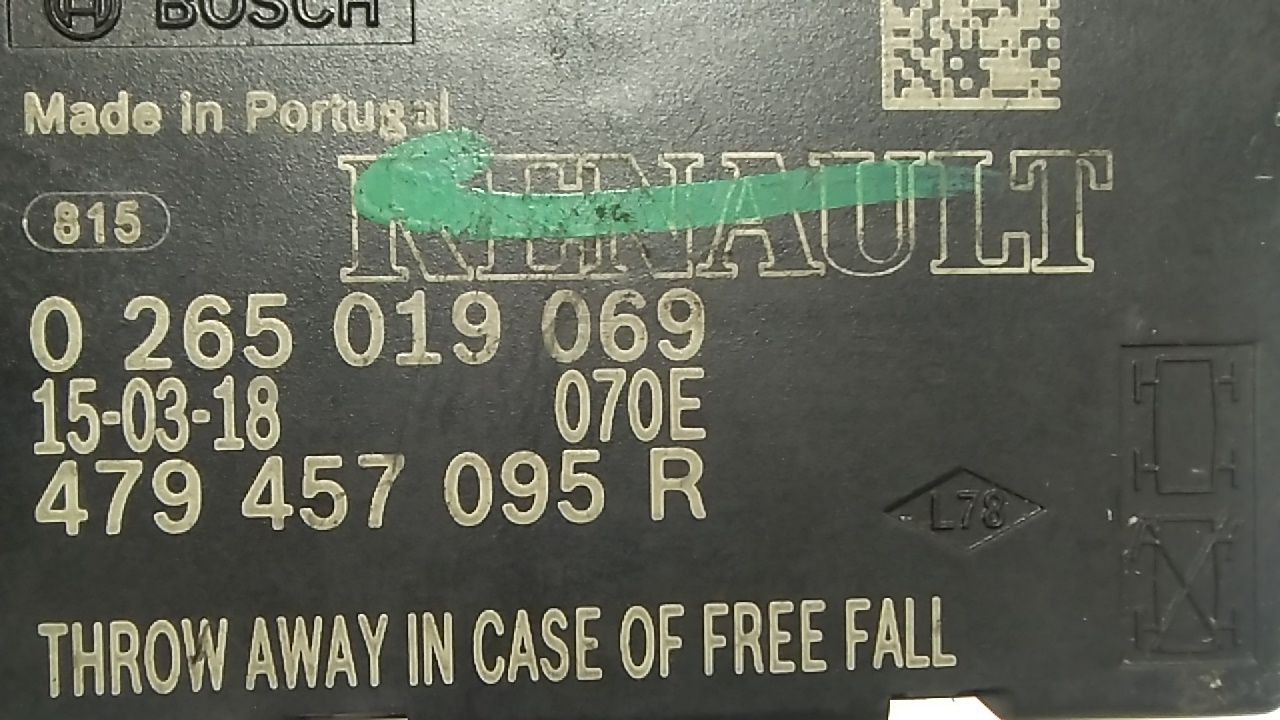 BOSCH
Made in Portugal
RENAULT
815
0 265 019 069
15-03-18 070E
479 457 095 R
L78
THROW AWAY IN CASE OF FREE FALL